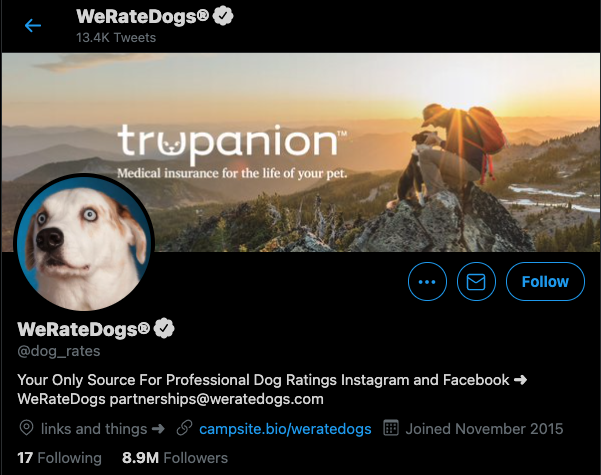 WeRateDogs®
13.4K Tweets
trupanion™
Medical insurance for the life of your pet.
Follow
WeRateDogs®
@dog_rates
Your Only Source For Professional Dog Ratings Instagram and Facebook ➜
WeRateDogs partnerships@weratedogs.com
links and things ➜ campsite.bio/weratedogs Joined November 2015
17 Following 8.9M Followers